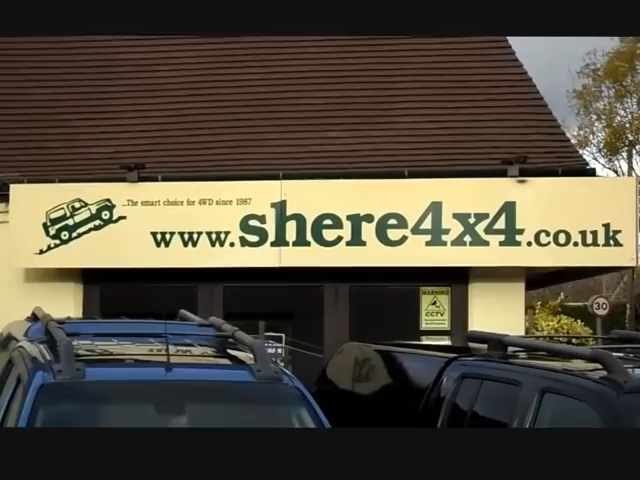 ...The smart choice for 4WD since 1987
www.shere4x4.co.uk
WARNING
CCTV
30